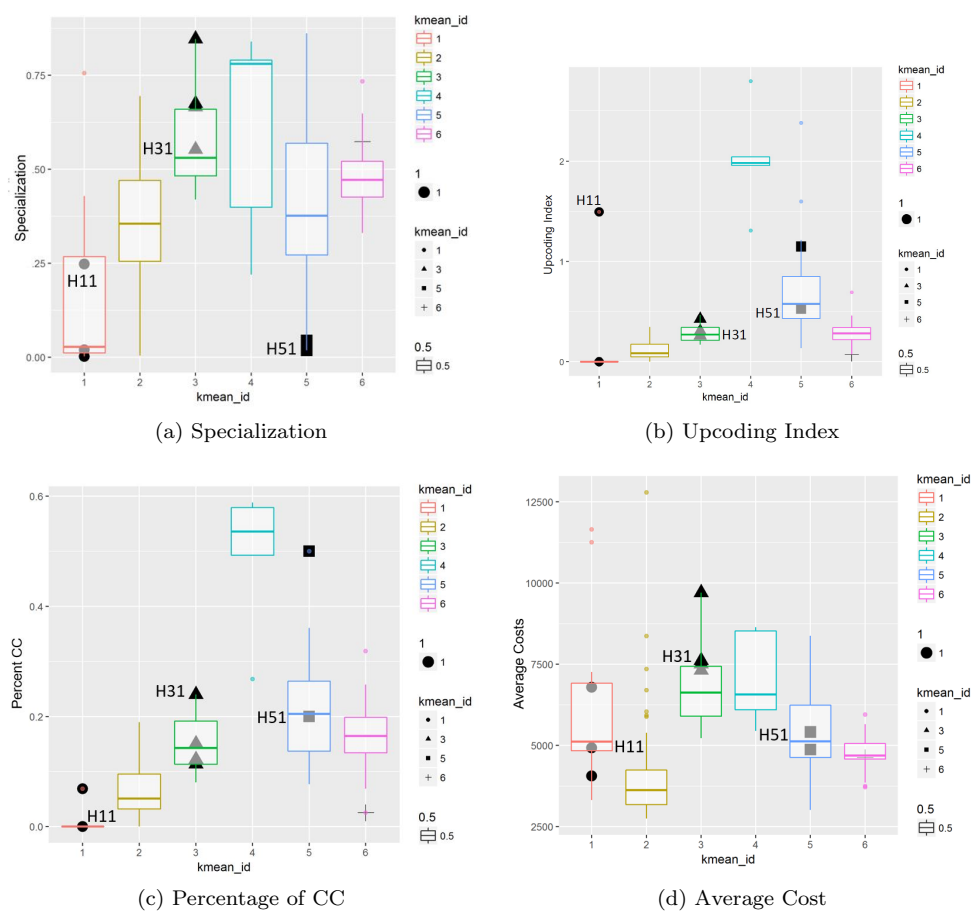 Specialization
0.75
.50
.25
0.00
H11
H31
H51
1 2 3 4 5 6
kmean_id
kmean_id
1
2
3
4
5
6
1
1
kmean_id
1
3
5
6
0.5
0.5
(a) Specialization
Upcoding Index
2
1
0
H11
H31
H51
1 2 3 4 5 6
kmean_id
kmean_id
1
2
3
4
5
6
1
1
kmean_id
1
3
5
6
0.5
0.5
(b) Upcoding Index
Percent CC
0.6
0.4
0.2
0.0
H11
H31
H51
1 2 3 4 5 6
kmean_id
kmean_id
1
2
3
4
5
6
1
1
kmean_id
1
3
5
6
0.5
0.5
(c) Percentage of CC
Average Costs
12500
10000
7500
5000
2500
H11
H31
H51
1 2 3 4 5 6
kmean_id
kmean_id
1
2
3
4
5
6
1
1
kmean_id
1
3
5
6
0.5
0.5
(d) Average Cost